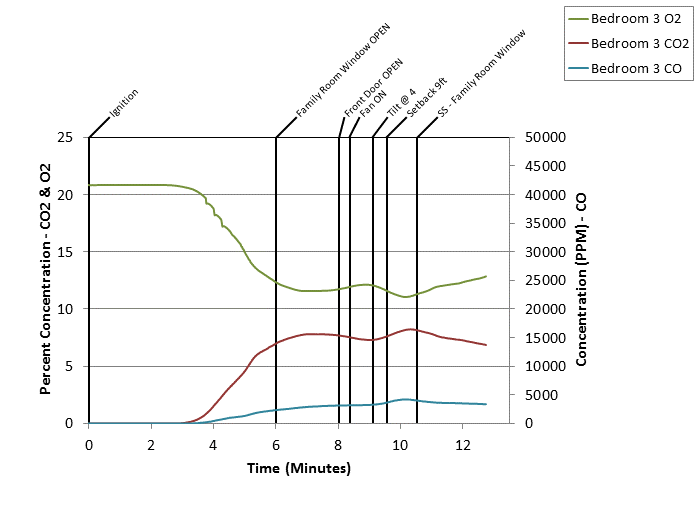 Bedroom 3 O2
Bedroom 3 CO2
Bedroom 3 CO
Ignition
Family Room Window OPEN
Front Door OPEN
Fan ON
Tilt @ 4
Setback 9ft
SS - Family Room Window
25
20
15
10
5
0
Percent Concentration - CO2 & O2
50000
45000
40000
35000
30000
25000
20000
15000
10000
5000
0
Concentration (PPM) - CO
0 2 4 6 8 10 12
Time (Minutes)